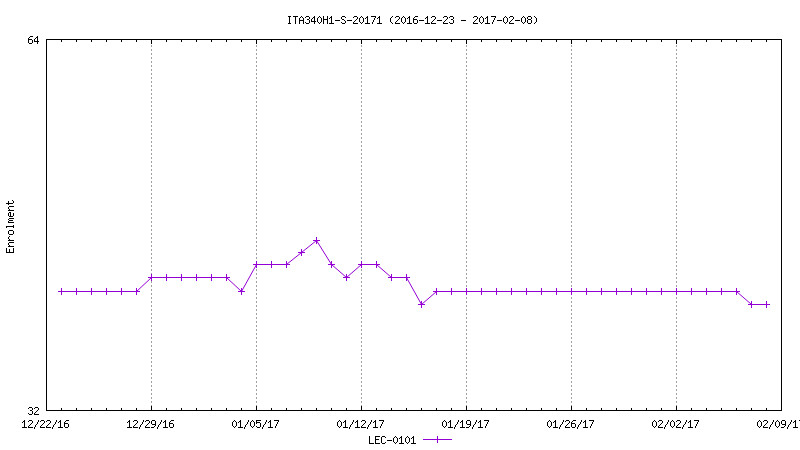 ITA340H1-S-20171 (2016-12-23 - 2017-02-08)
64
Enrolment
32
12/22/16 12/29/16 01/05/17 01/12/17 01/19/17 01/26/17 02/02/17 02/09/1
LEC-0101